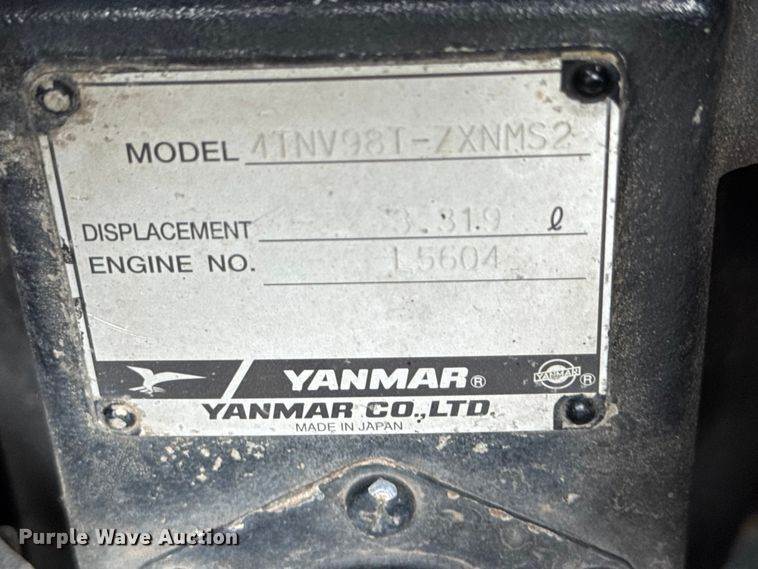 MODEL 4TNV98T-ZXNMS2
DISPLACEMENT 3.319 ℓ
ENGINE NO. L5604
YANMAR® YANMAR ®
YANMAR CO.,LTD.
MADE IN JAPAN
Purple Wave Auction